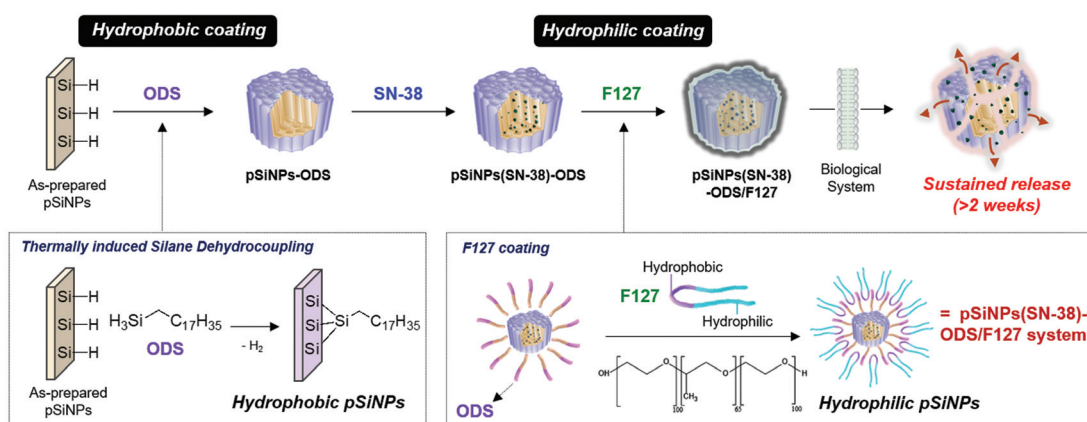 Hydrophobic coating
Hydrophilic coating
Si-H
Si-H
Si-H
As-prepared
pSiNPs
ODS
pSiNPs-ODS
SN-38
pSiNPs(SN-38)-ODS
F127
pSiNPs(SN-38)
-ODS/F127
Biological
System
Sustained release
(>2 weeks)
Thermally induced Silane Dehydrocoupling
Si-H
Si-H
Si-H
As-prepared
pSiNPs
H3Si
C17H35
ODS
- H2
Si
Si
Si
Si
C17H35
Hydrophobic pSiNPs
F127 coating
ODS
Hydrophobic
F127
Hydrophilic
OH
O
100
CH3
O
65
O
H
100
Hydrophilic pSiNPs
= pSiNPs(SN-38)-
ODS/F127 system